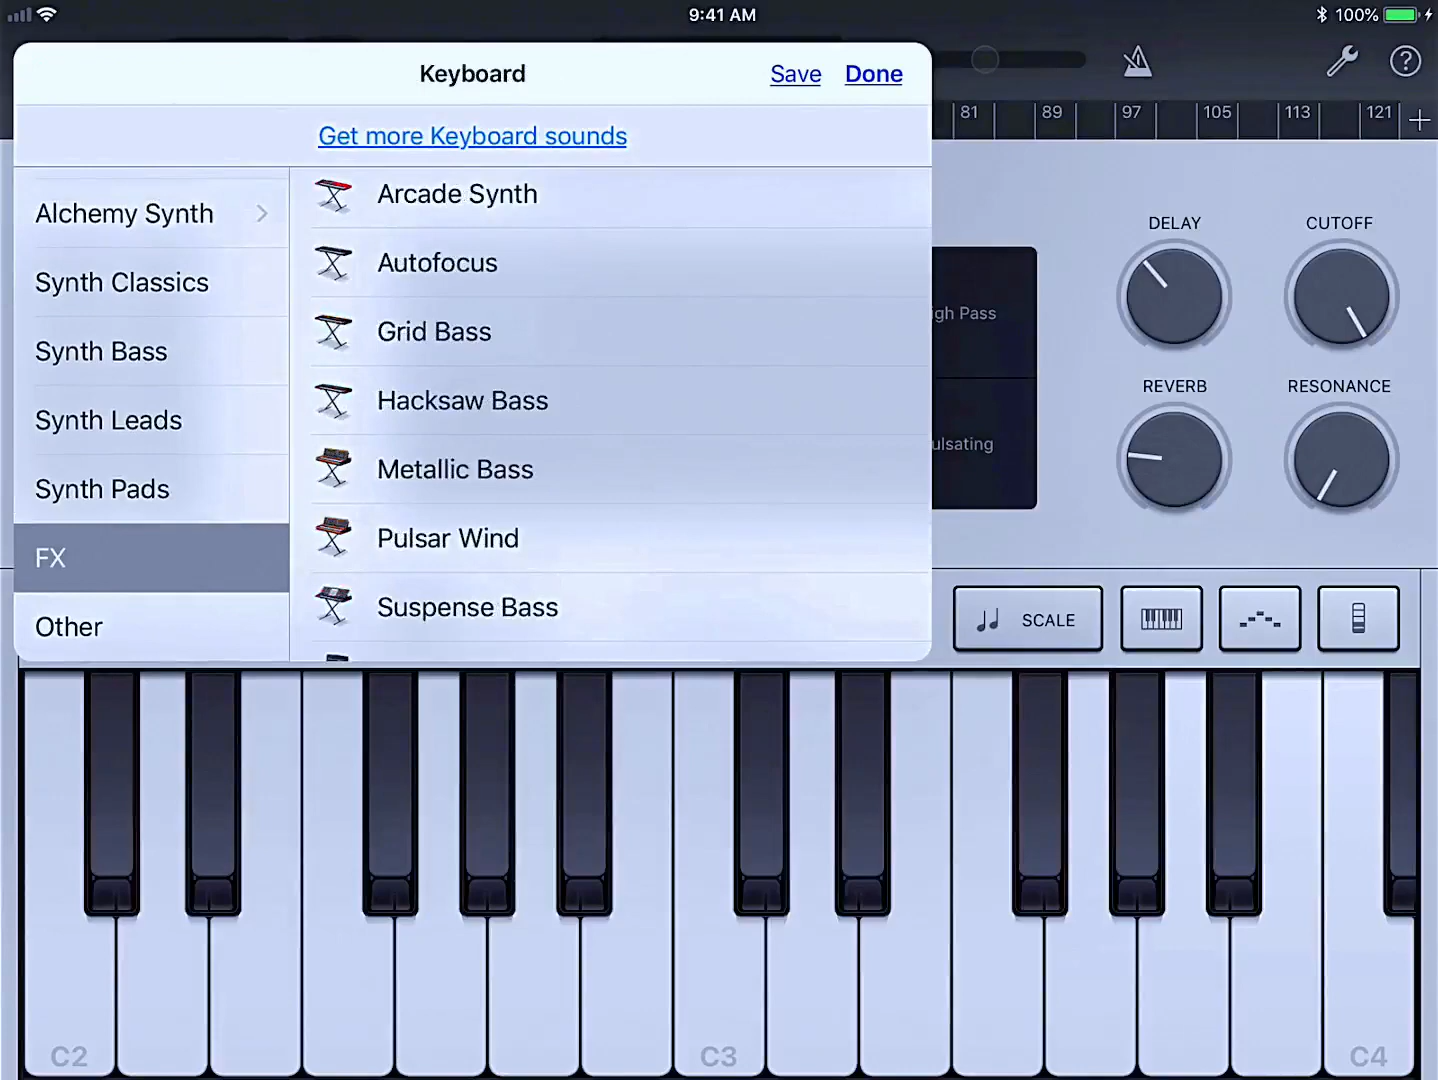 9:41 AM
100%
Keyboard
Save
Done
81
89
97
105
113
121
Get more Keyboard sounds
Alchemy Synth
Synth Classics
Synth Bass
Synth Leads
Synth Pads
FX
Other
Arcade Synth
Autofocus
Grid Bass
Hacksaw Bass
Metallic Bass
Pulsar Wind
Suspense Bass
igh Pass
ulsating
DELAY
CUTOFF
REVERB
RESONANCE
SCALE
C2
C3
C4